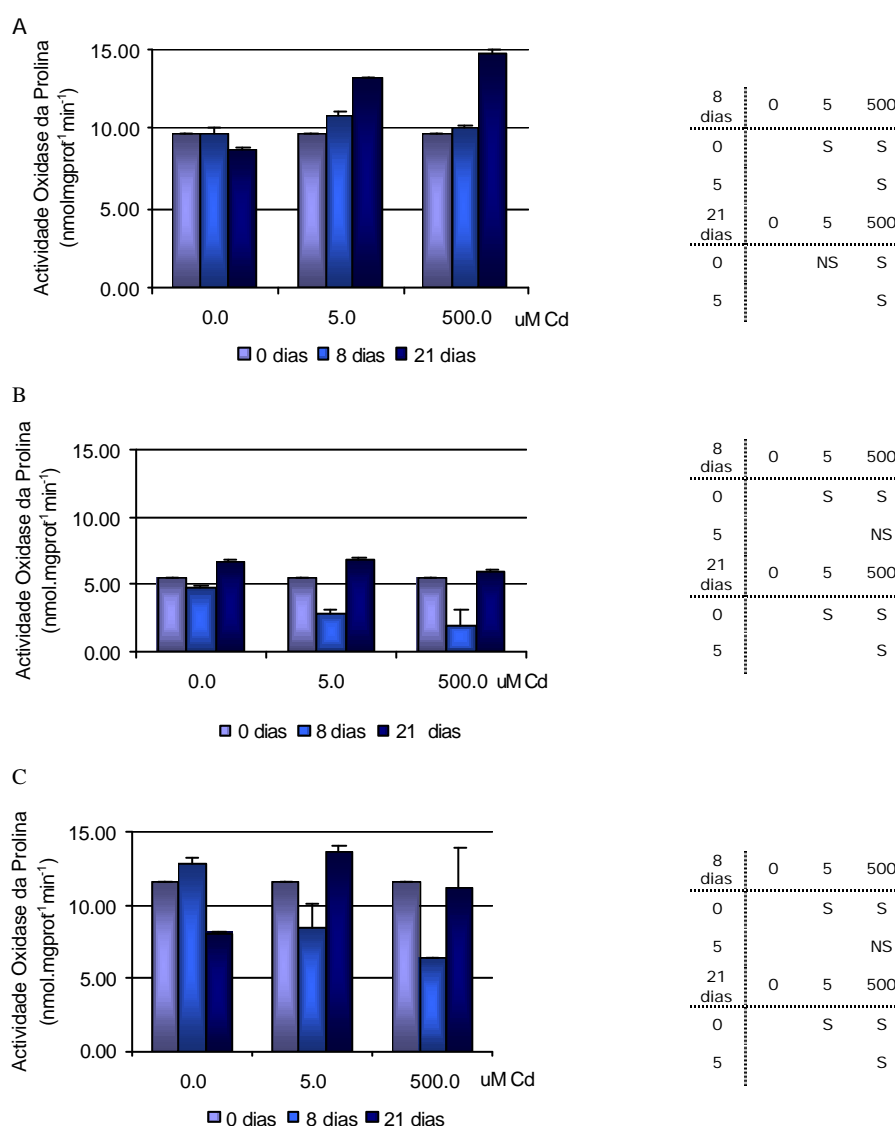 A
Actividade Oxidase da Prolina
(nmolmgprot-1min-1)
15.00
10.00
5.00
0.00
0.0 5.0 500.0 uM Cd
0 dias 8 dias 21 dias
8 dias 0 5 500
0 S S
5 S
21 dias 0 5 500
0 NS S
5 S
B
Actividade Oxidase da Prolina
(nmol.mgprot-1min-1)
15.00
10.00
5.00
0.00
0.0 5.0 500.0 uM Cd
0 dias 8 dias 21 dias
8 dias 0 5 500
0 S S
5 NS
21 dias 0 5 500
0 S S
5 S
C
Actividade Oxidase da Prolina
(nmol.mgprot-1min-1)
15.00
10.00
5.00
0.00
0.0 5.0 500.0 uM Cd
0 dias 8 dias 21 dias
8 dias 0 5 500
0 S S
5 NS
21 dias 0 5 500
0 S S
5 S